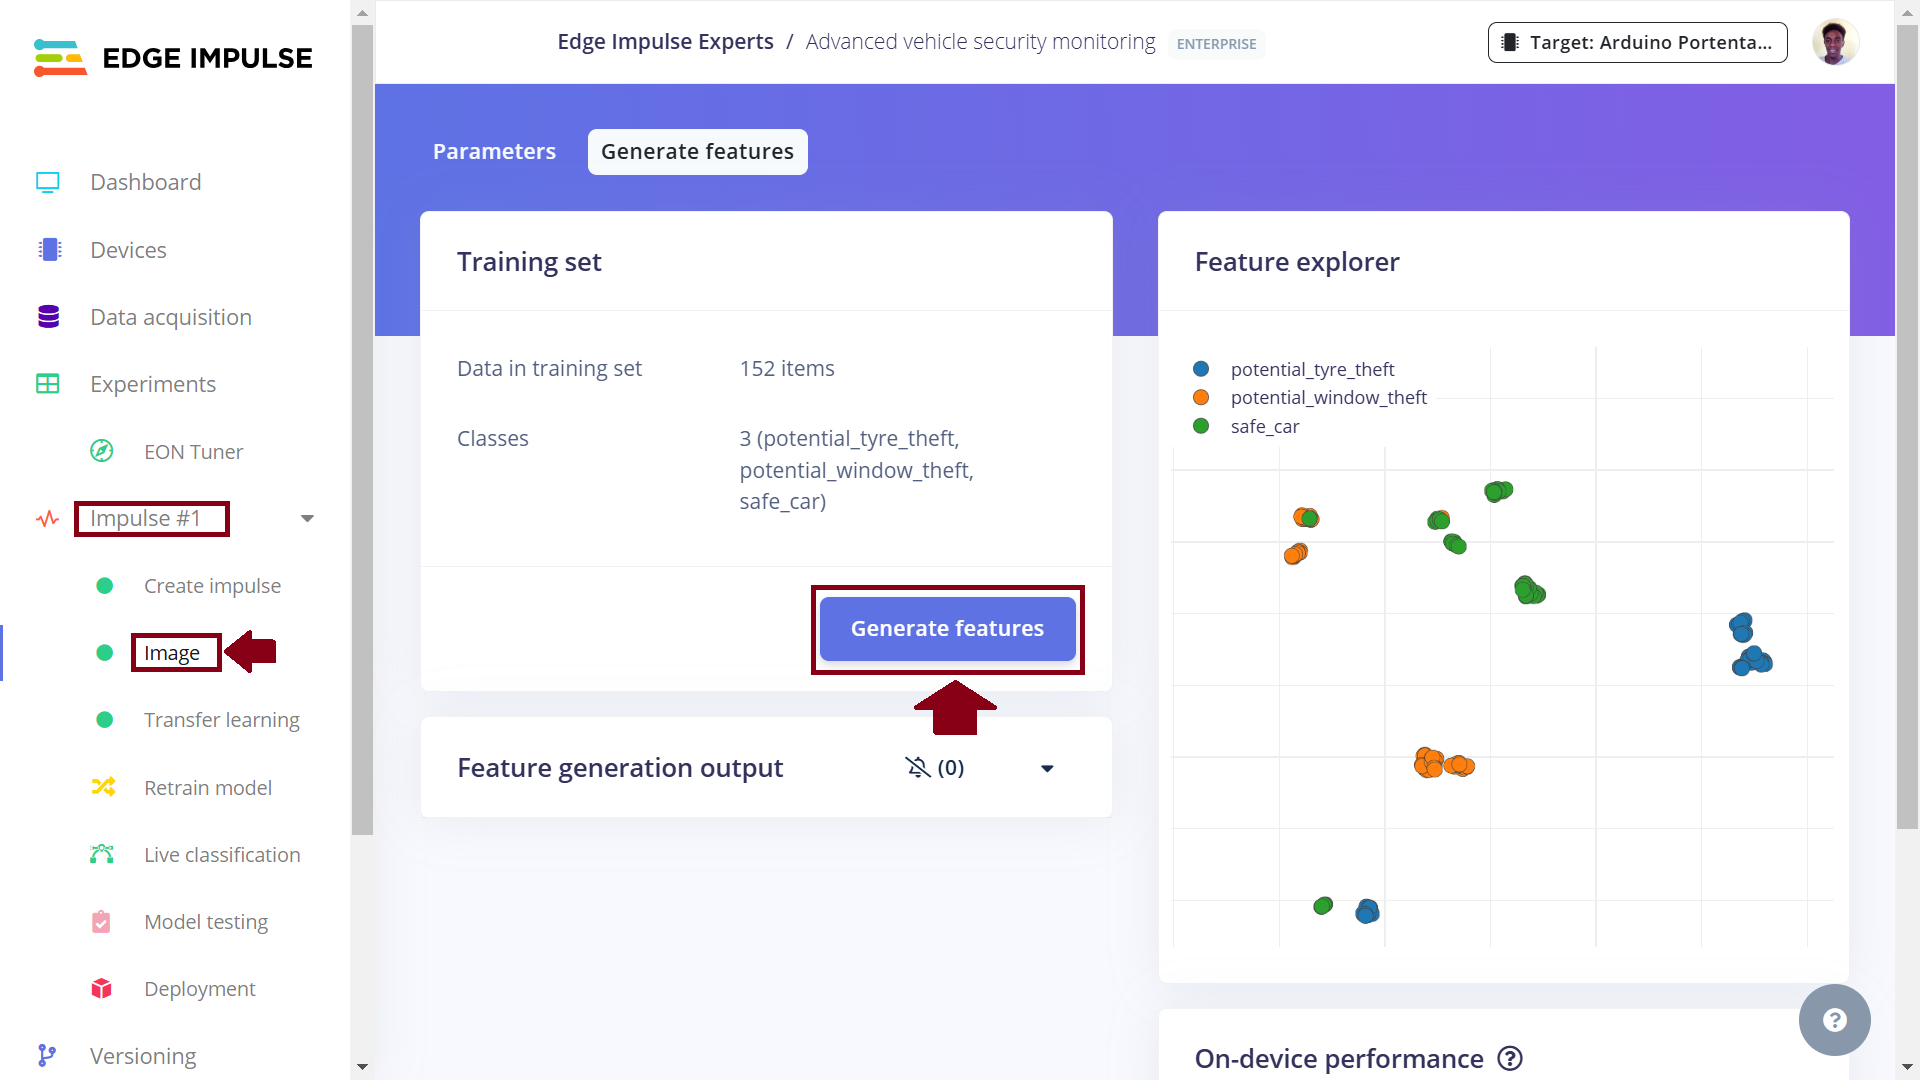 EDGE IMPULSE
Edge Impulse Experts / Advanced vehicle security monitoring ENTERPRISE
Target: Arduino Portenta...
Dashboard
Devices
Data acquisition
Experiments
EON Tuner
Impulse #1
Create impulse
Image
Transfer learning
Retrain model
Live classification
Model testing
Deployment
Versioning
Parameters
Generate features
Training set
Data in training set
152 items
Classes
3 (potential_tyre_theft,
potential_window_theft,
safe_car)
Generate features
Feature generation output
(0)
Feature explorer
potential_tyre_theft
potential_window_theft
safe_car
On-device performance ?
?